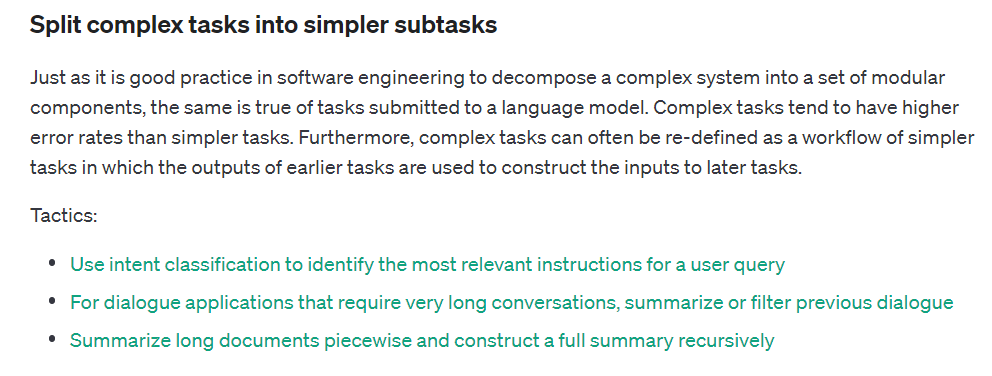 Split complex tasks into simpler subtasks
Just as it is good practice in software engineering to decompose a complex system into a set of modular
components, the same is true of tasks submitted to a language model. Complex tasks tend to have higher
error rates than simpler tasks. Furthermore, complex tasks can often be re-defined as a workflow of simpler
tasks in which the outputs of earlier tasks are used to construct the inputs to later tasks.
Tactics:
• Use intent classification to identify the most relevant instructions for a user query
• For dialogue applications that require very long conversations, summarize or filter previous dialogue
• Summarize long documents piecewise and construct a full summary recursively